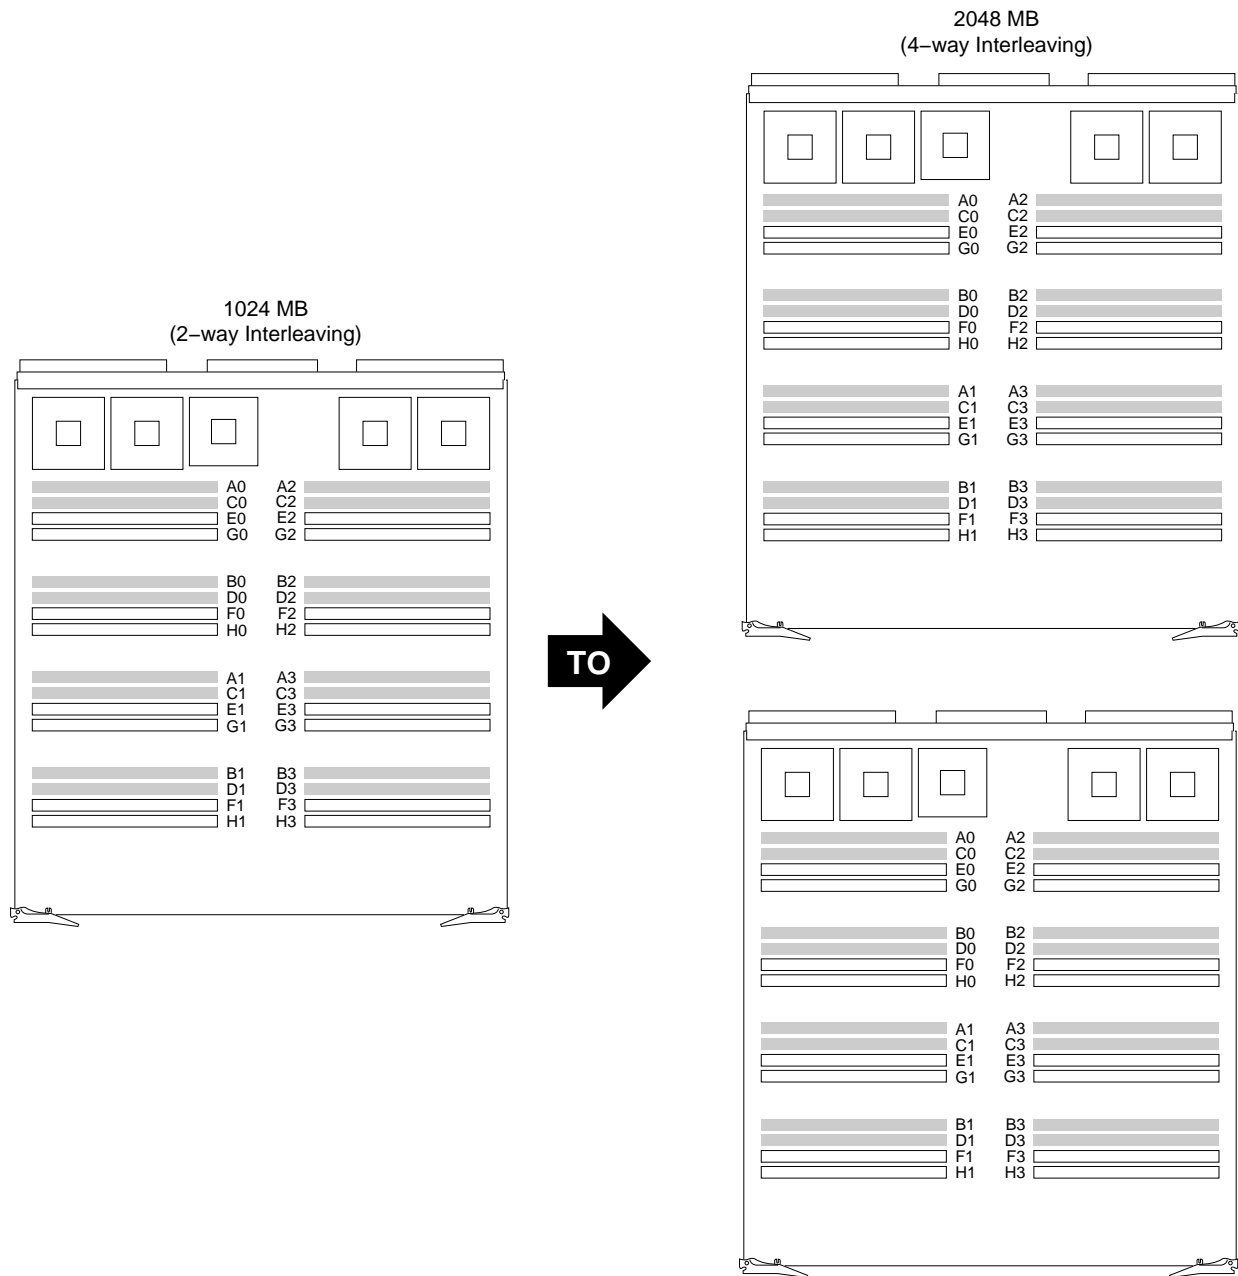 2048 MB
(4−way Interleaving)
A0 A2
C0 C2
E0 E2
G0 G2
B0 B2
D0 D2
F0 F2
H0 H2
A1 A3
C1 C3
E1 E3
G1 G3
B1 B3
D1 D3
F1 F3
H1 H3
1024 MB
(2−way Interleaving)
A0 A2
C0 C2
E0 E2
G0 G2
B0 B2
D0 D2
F0 F2
H0 H2
A1 A3
C1 C3
E1 E3
G1 G3
B1 B3
D1 D3
F1 F3
H1 H3
TO
A0 A2
C0 C2
E0 E2
G0 G2
B0 B2
D0 D2
F0 F2
H0 H2
A1 A3
C1 C3
E1 E3
G1 G3
B1 B3
D1 D3
F1 F3
H1 H3